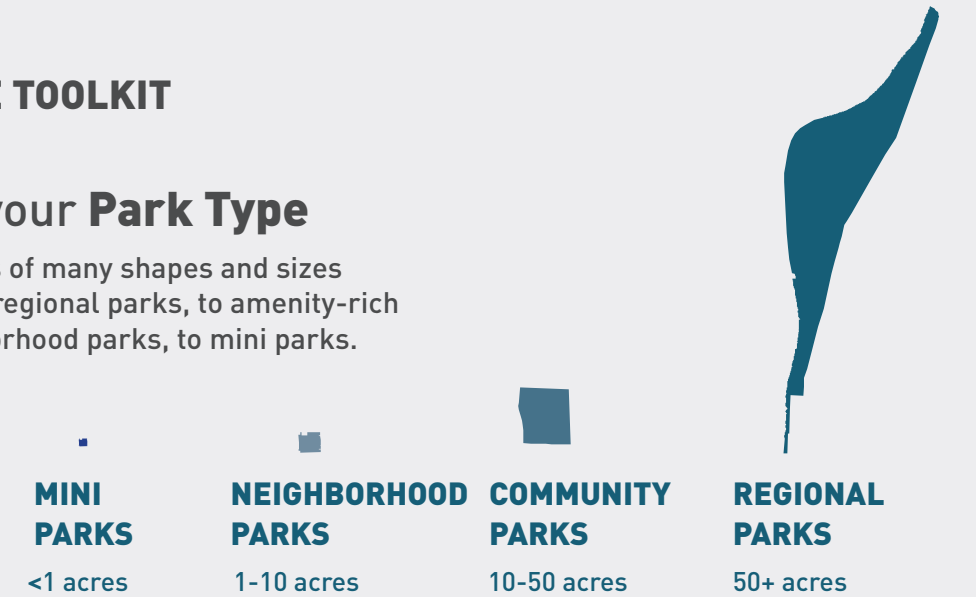 TOOLKIT
your Park Type
of many shapes and sizes
regional parks, to amenity-rich
orhood parks, to mini parks.
MINI
PARKS
<1 acres
NEIGHBORHOOD
PARKS
1-10 acres
COMMUNITY
PARKS
10-50 acres
REGIONAL
PARKS
50+ acres